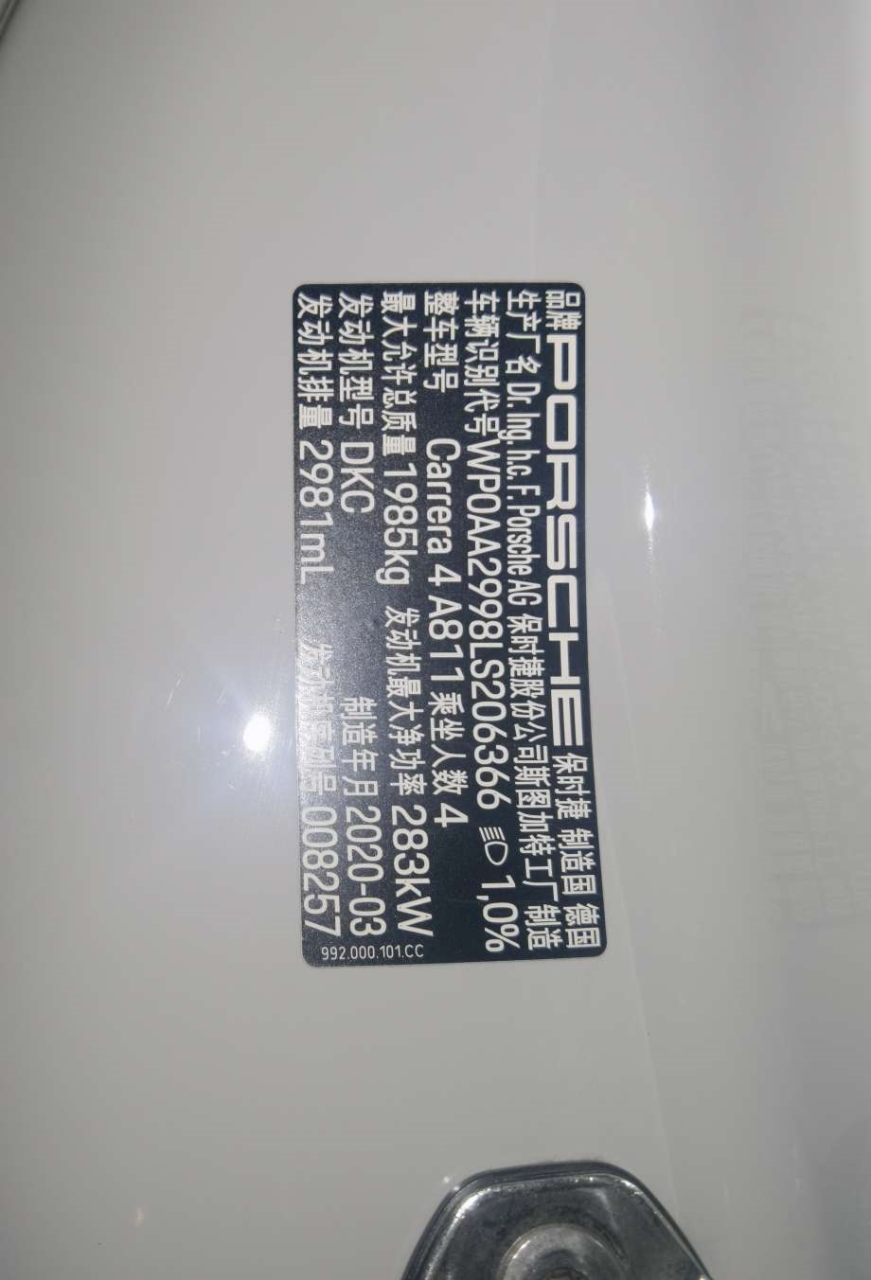 品牌 PORSCHE 保时捷 制造国 德国
生产厂名 Dr. Ing. h.c. F. Porsche AG 保时捷股份公司斯图加特工厂 制造
车辆识别代号 WP0AA2998LS206366 1,0%
整车型号 Carrera 4 A811 乘坐人数 4
最大允许总质量 1985kg 发动机最大净功率 283kW
发动机型号 DKC 制造年月 2020-03
发动机排量 2981mL 发动机序列号 008257
992.000.101.CC